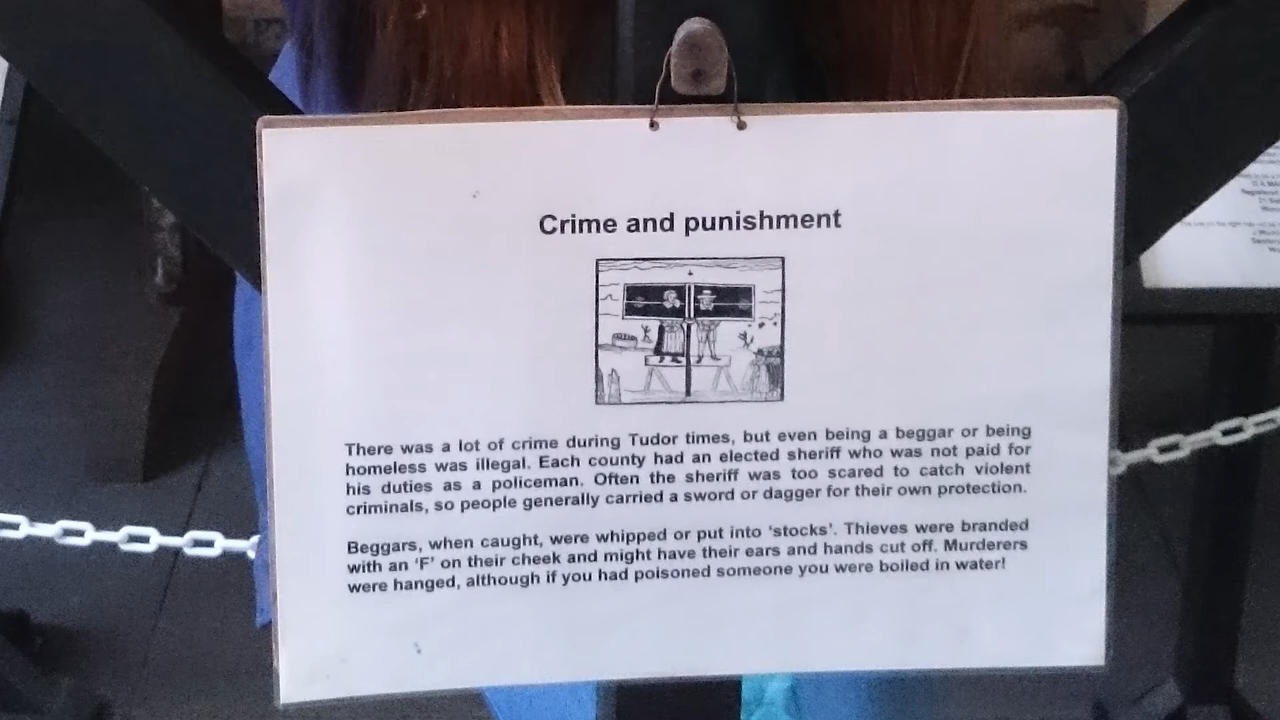 Crime and punishment
There was a lot of crime during Tudor times, but even being a beggar or being
homeless was illegal. Each county had an elected sheriff who was not paid for
his duties as a policeman. Often the sheriff was too scared to catch violent
criminals, so people generally carried a sword or dagger for their own protection.
Beggars, when caught, were whipped or put into ‘stocks’. Thieves were branded
with an ‘F’ on their cheek and might have their ears and hands cut off. Murderers
were hanged, although if you had poisoned someone you were boiled in water!